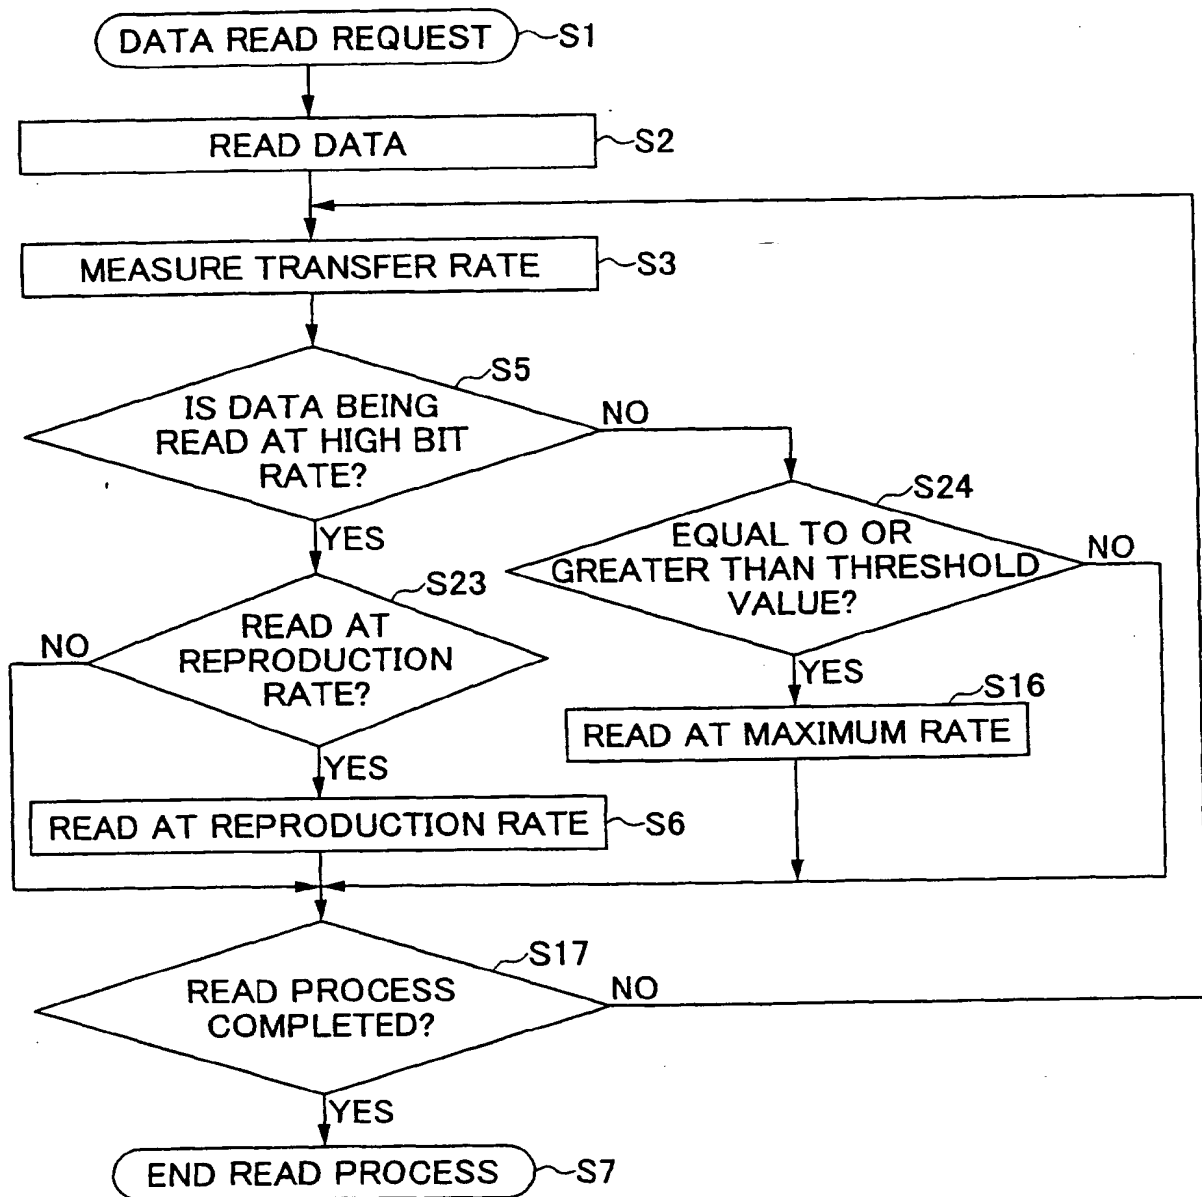 DATA READ REQUEST
S1
READ DATA
S2
MEASURE TRANSFER RATE
S3
S5
IS DATA BEING
READ AT HIGH BIT
RATE?
NO
YES
S24
EQUAL TO OR
GREATER THAN THRESHOLD
VALUE?
NO
YES
S23
READ AT
REPRODUCTION
RATE?
NO
YES
S16
READ AT MAXIMUM RATE
READ AT REPRODUCTION RATE
S6
S17
READ PROCESS
COMPLETED?
NO
YES
END READ PROCESS
S7